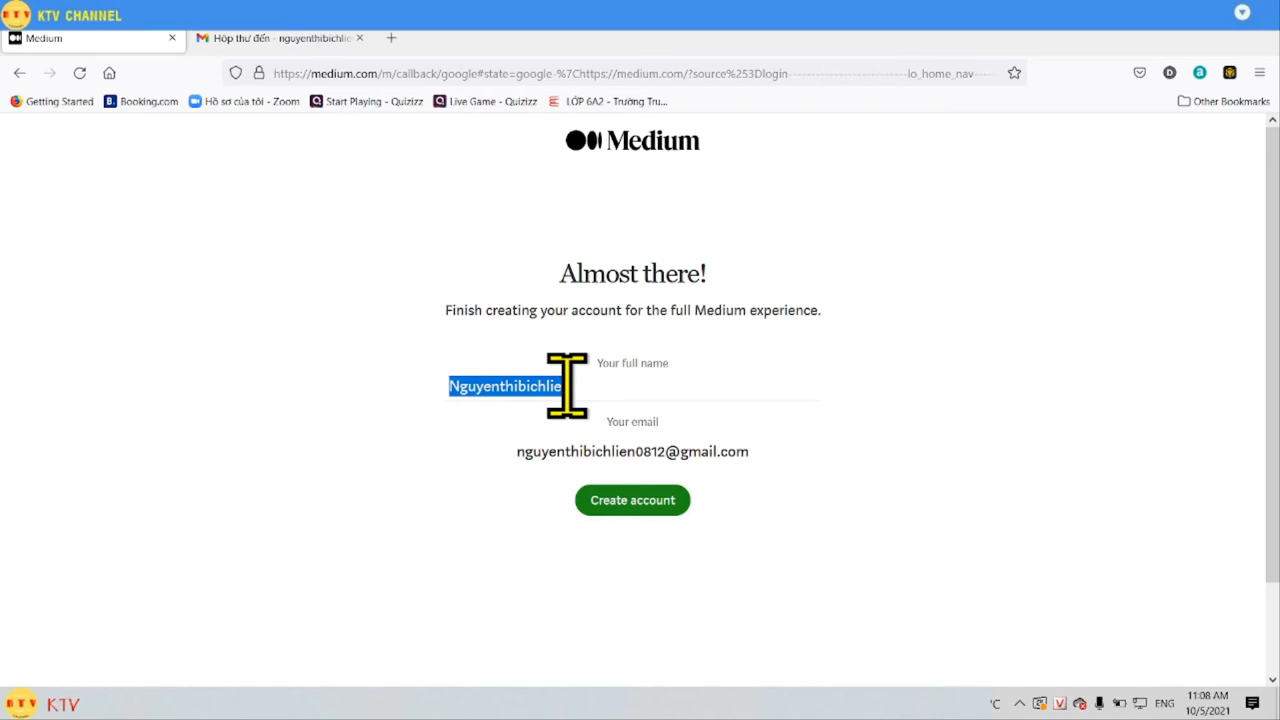 KTV KTV CHANNEL
Medium
Hộp thư đến - nguyenthibichlie
https://medium.com/m/callback/google#state=google-%7Chttps://medium.com/?source%253Dlogin-------------------------lo_home_nav------
Getting Started
Booking.com
Hồ sơ của tôi - Zoom
Start Playing - Quizizz
Live Game - Quizizz
LỚP 6A2 - Trường Tru...
Other Bookmarks
Medium
Almost there!
Finish creating your account for the full Medium experience.
Your full name
Nguyenthibichlie
Your email
nguyenthibichlien0812@gmail.com
Create account
KTV KTV
°C
ENG
11:08 AM
10/5/2021